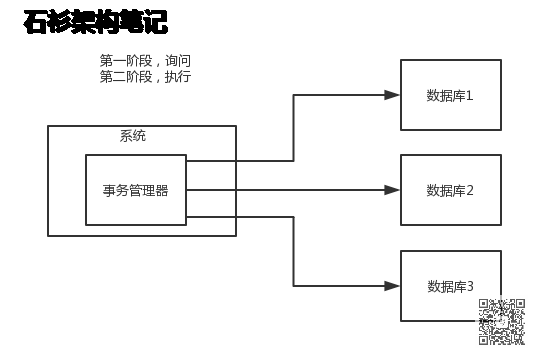 石杉架构笔记
第一阶段，询问
第二阶段，执行
系统
事务管理器
数据库1
数据库2
数据库3